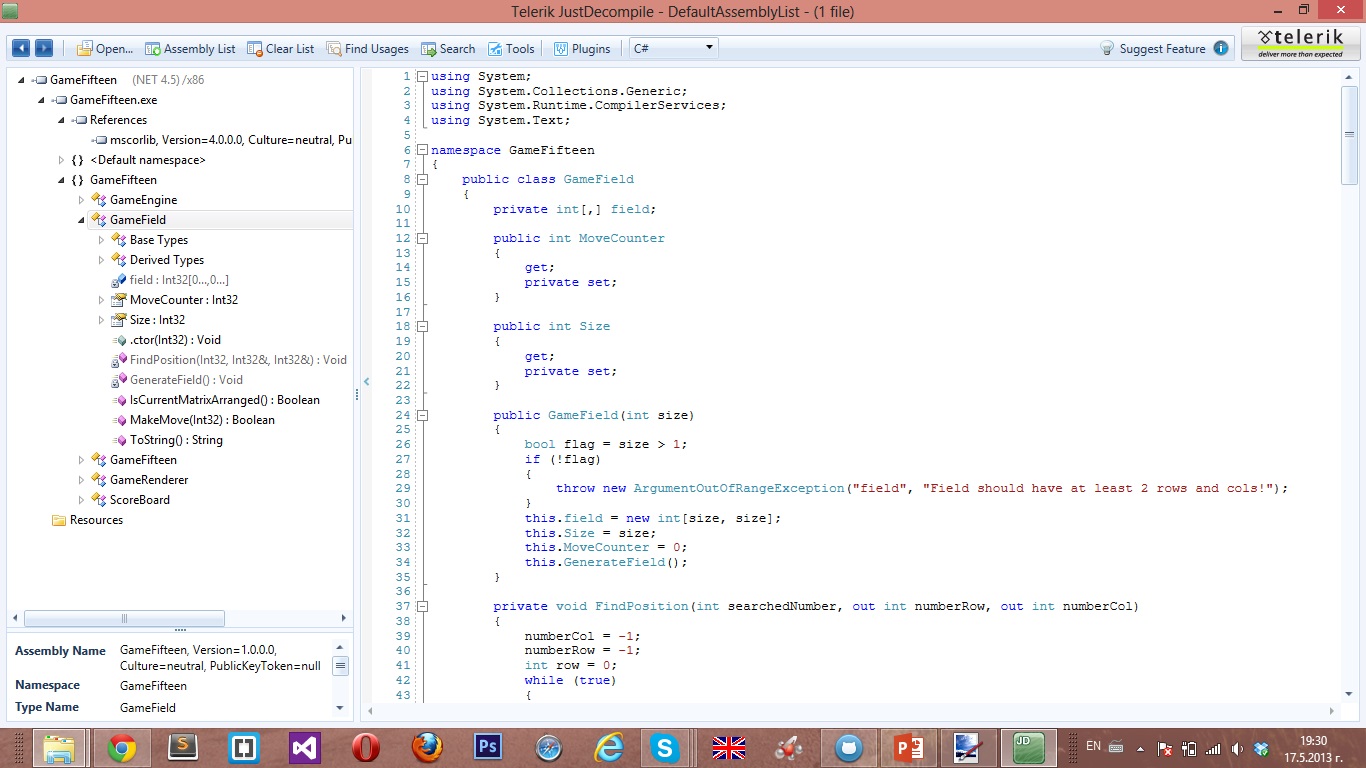 Telerik JustDecompile - DefaultAssemblyList - (1 file)
Open... Assembly List Clear List Find Usages Search Tools Plugins C# Suggest Feature
telerik
deliver more than expected
GameFifteen (NET 4.5) /x86
GameFifteen.exe
References
mscorlib, Version=4.0.0.0, Culture=neutral, Pu
{} <Default namespace>
{} GameFifteen
GameEngine
GameField
Base Types
Derived Types
field : Int32[0...,0...]
MoveCounter : Int32
Size : Int32
.ctor(Int32) : Void
FindPosition(Int32, Int32&, Int32&) : Void
GenerateField() : Void
IsCurrentMatrixArranged() : Boolean
MakeMove(Int32) : Boolean
ToString() : String
GameFifteen
GameRenderer
ScoreBoard
Resources
Assembly Name GameFifteen, Version=1.0.0.0,
Culture=neutral, PublicKeyToken=null
Namespace GameFifteen
Type Name GameField
1 using System;
2 using System.Collections.Generic;
3 using System.Runtime.CompilerServices;
4 using System.Text;
5
6 namespace GameFifteen
7 {
8 public class GameField
9 {
10 private int[,] field;
11
12 public int MoveCounter
13 {
14 get;
15 private set;
16 }
17
18 public int Size
19 {
20 get;
21 private set;
22 }
23
24 public GameField(int size)
25 {
26 bool flag = size > 1;
27 if (!flag)
28 {
29 throw new ArgumentOutOfRangeException("field", "Field should have at least 2 rows and cols!");
30 }
31 this.field = new int[size, size];
32 this.Size = size;
33 this.MoveCounter = 0;
34 this.GenerateField();
35 }
36
37 private void FindPosition(int searchedNumber, out int numberRow, out int numberCol)
38 {
39 numberCol = -1;
40 numberRow = -1;
41 int row = 0;
42 while (true)
43 {
Ps
JD
EN
19:30
17.5.2013 г.